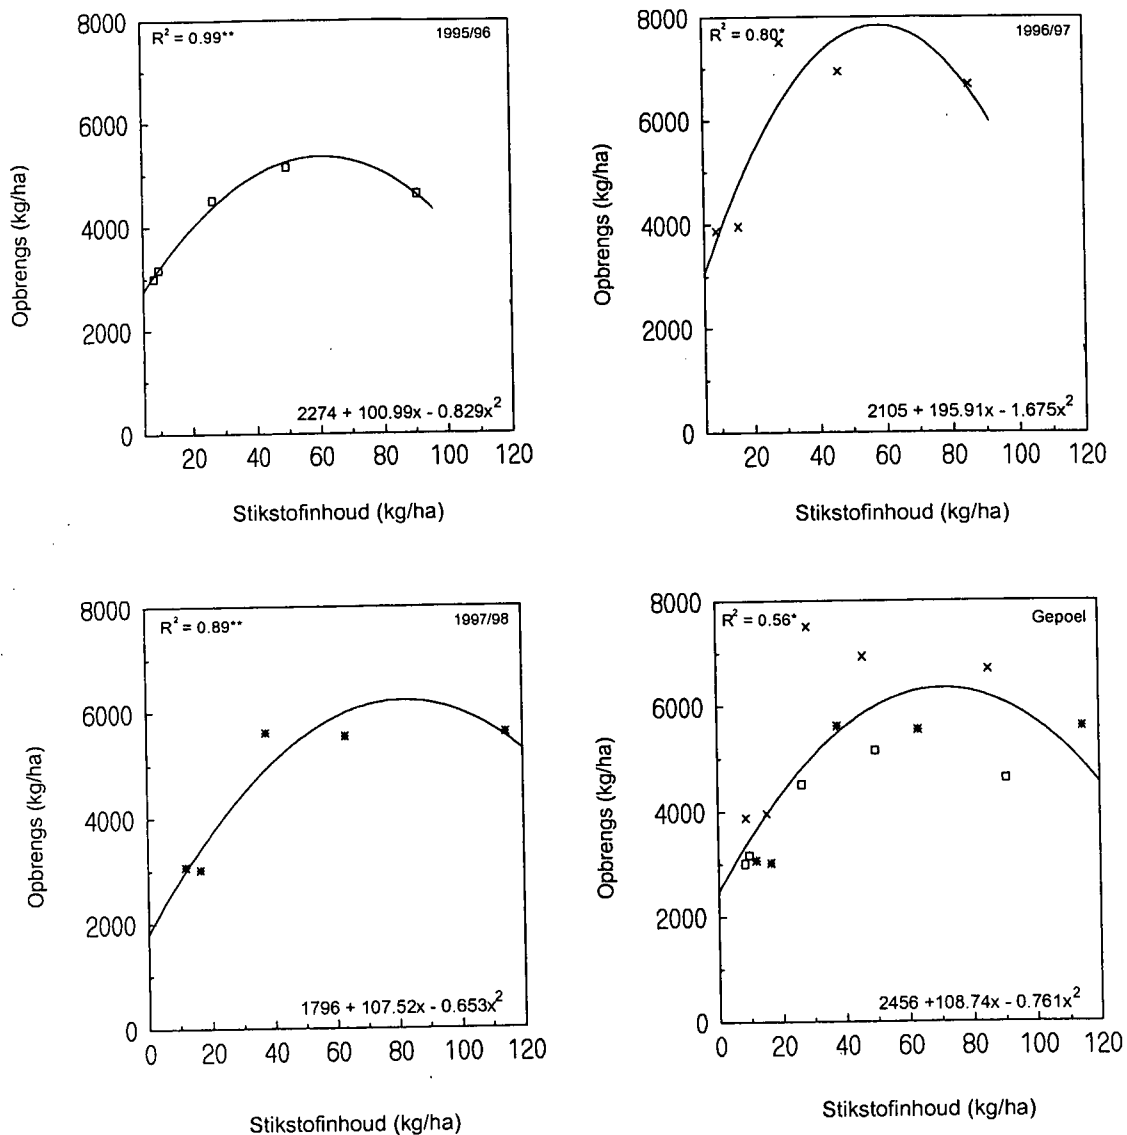 R² = 0.99**
1995/96
8000
6000
4000
2000
0
Opbrengs (kg/ha)
2274 + 100.99x - 0.829x²
20 40 60 80 100 120
Stikstofinhoud (kg/ha)
R² = 0.80*
1996/97
8000
6000
4000
2000
0
Opbrengs (kg/ha)
2105 + 195.91x - 1.675x²
20 40 60 80 100 120
Stikstofinhoud (kg/ha)
R² = 0.89**
1997/98
8000
6000
4000
2000
0
Opbrengs (kg/ha)
1796 + 107.52x - 0.653x²
0 20 40 60 80 100 120
Stikstofinhoud (kg/ha)
R² = 0.56*
Gepoel
8000
6000
4000
2000
0
Opbrengs (kg/ha)
2456 +108.74x - 0.761x²
0 20 40 60 80 100 120
Stikstofinhoud (kg/ha)